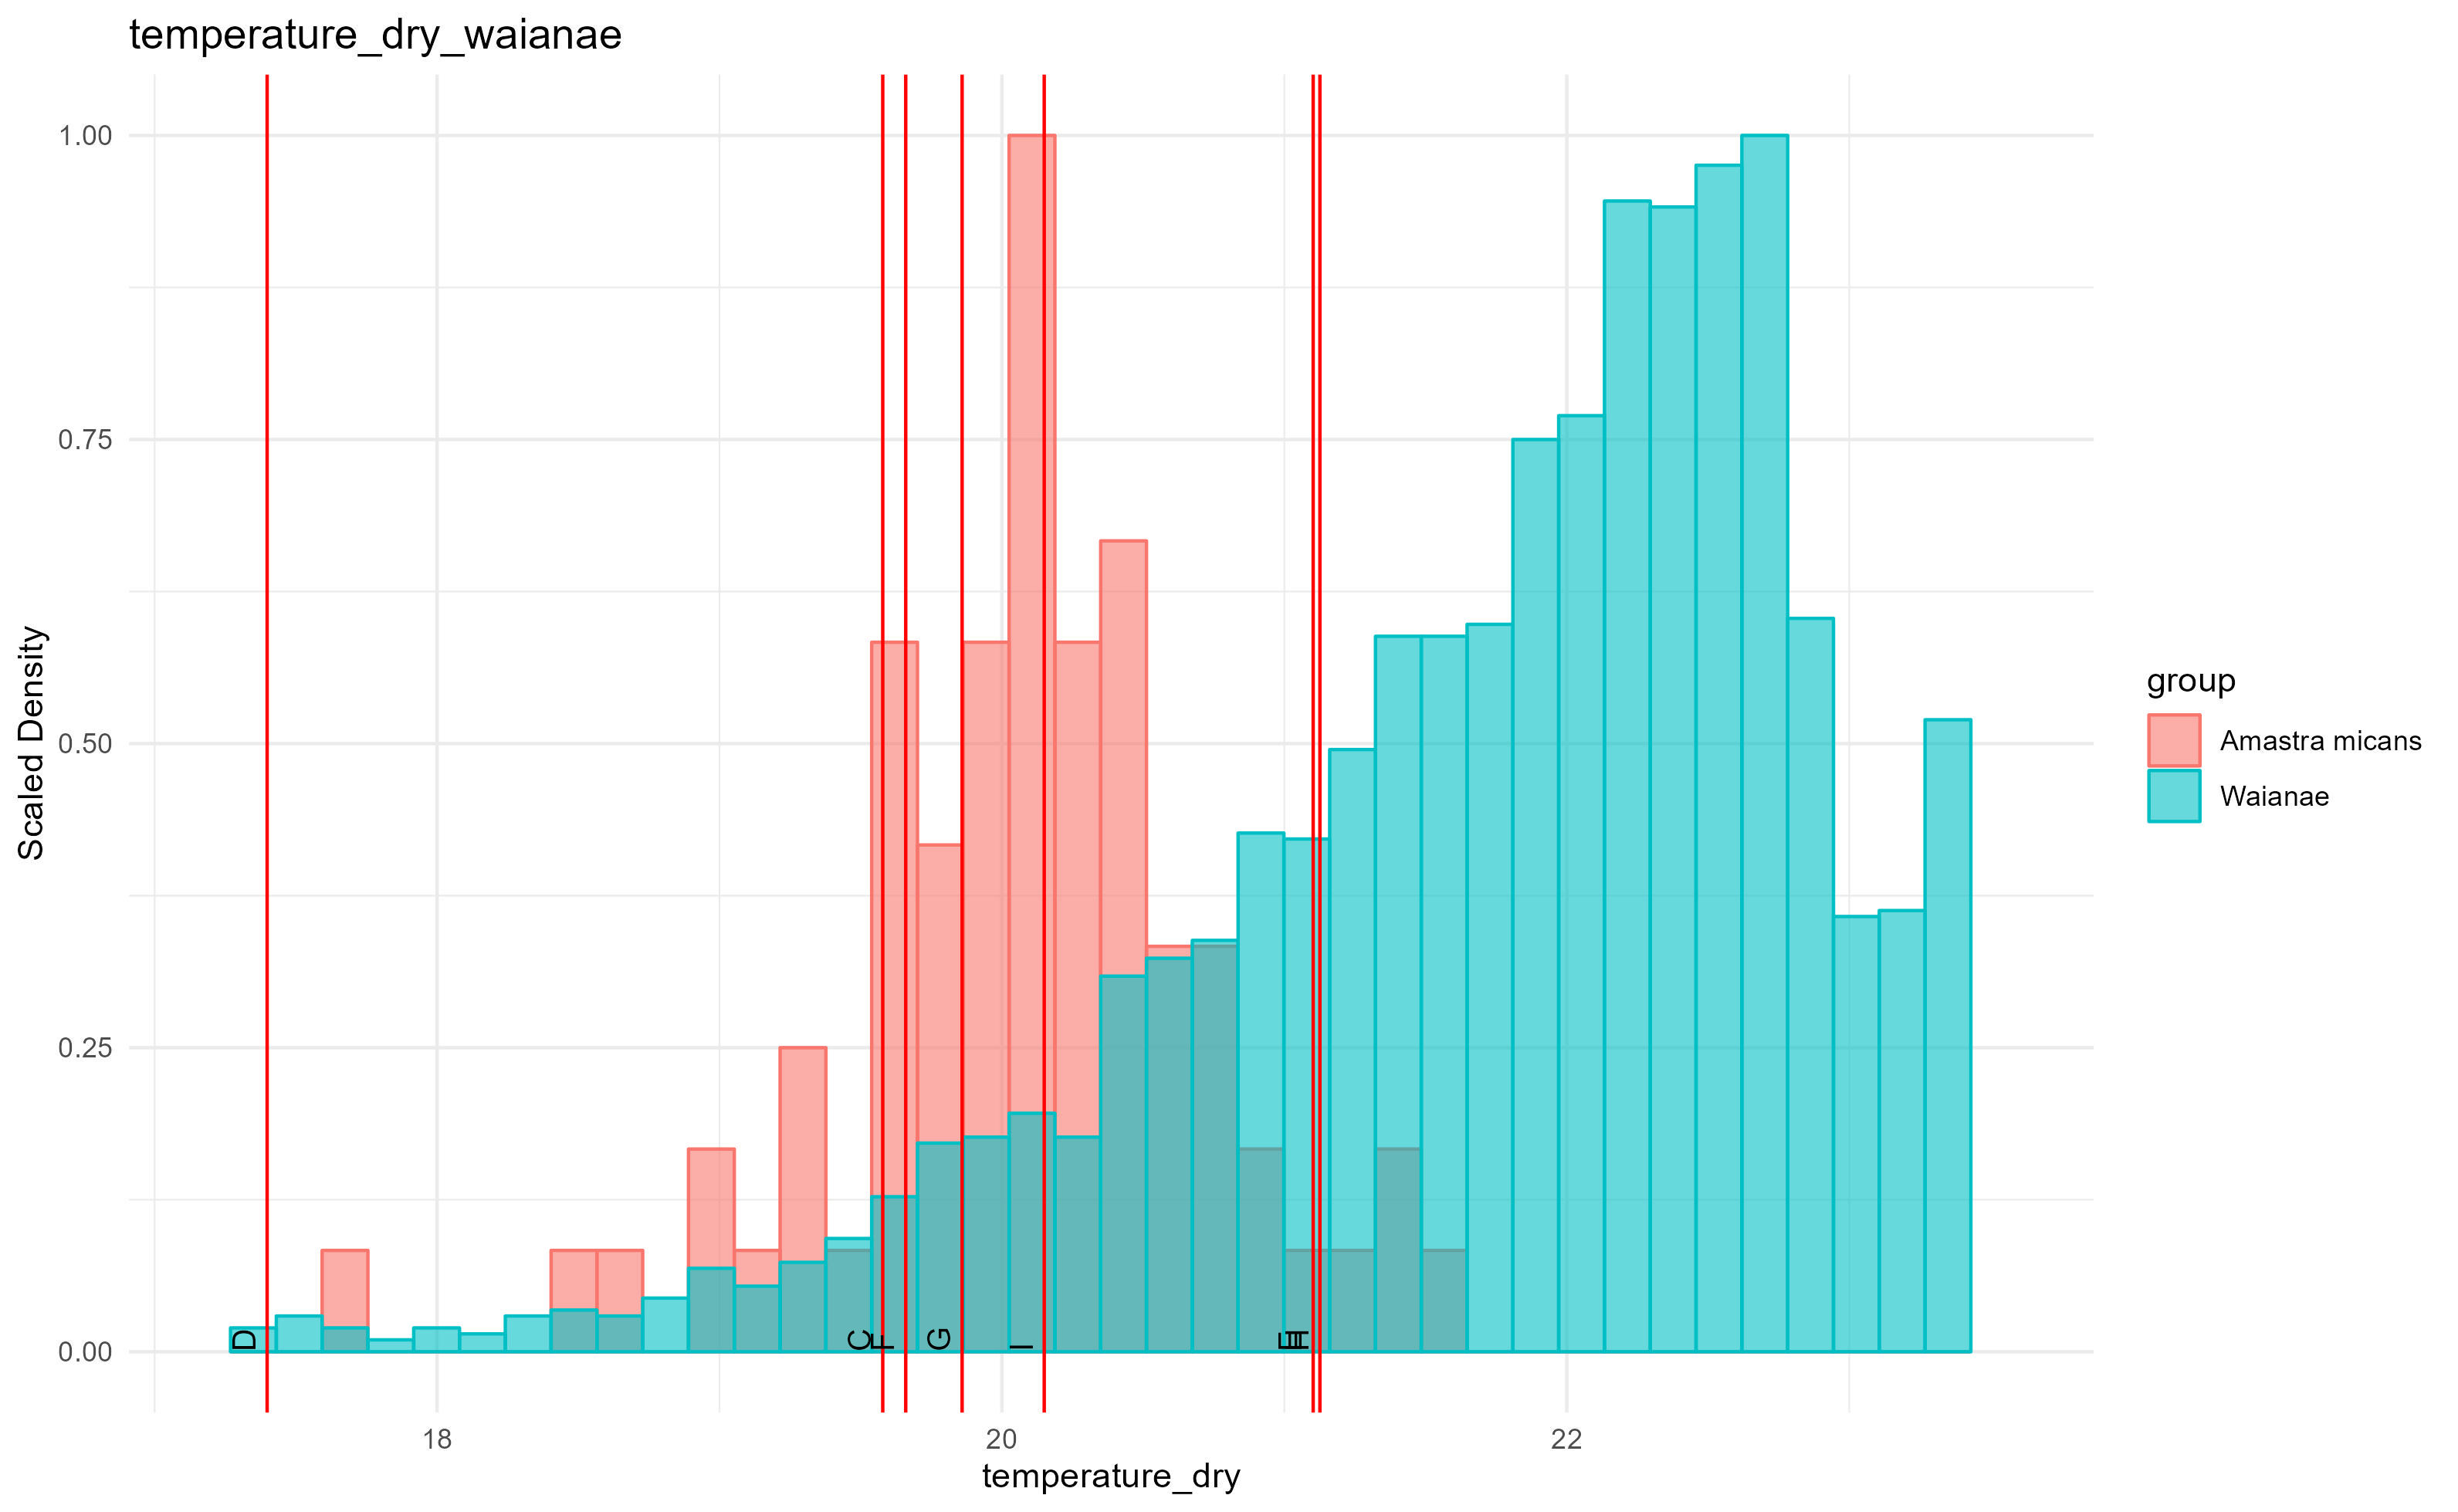 temperature_dry_waianae
1.00
0.75
0.50
0.25
0.00
Scaled Density
D
C
F
G
I
E
H
18
20
22
temperature_dry
group
Amastra micans
Waianae